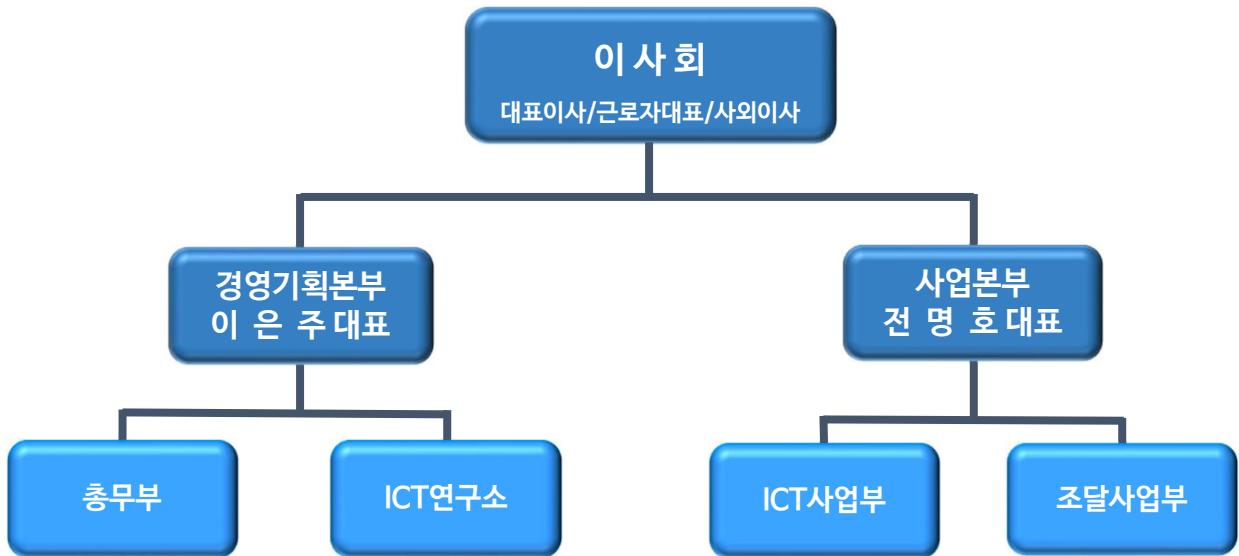 이 사 회
대표이사/근로자대표/사외이사
경영기획본부
이 은 주 대표
사업본부
전 명 호 대표
총무부
ICT연구소
ICT사업부
조달사업부